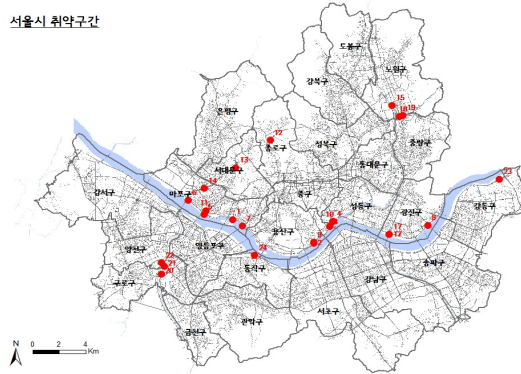 서울시 취약구간
도봉구
노원구
강북구
은평구
15
18 19
종로구
12
성북구
중랑구
13
서대문구
동대문구
14
23
강서구
마포구
6
중구
성동구
광진구
강동구
11
1
7
용산구
10 4
8
양천구
영등포구
9
17
송파구
22
21
20
24
동작구
강남구
구로구
서초구
금천구
관악구
N
0 2 4
Km